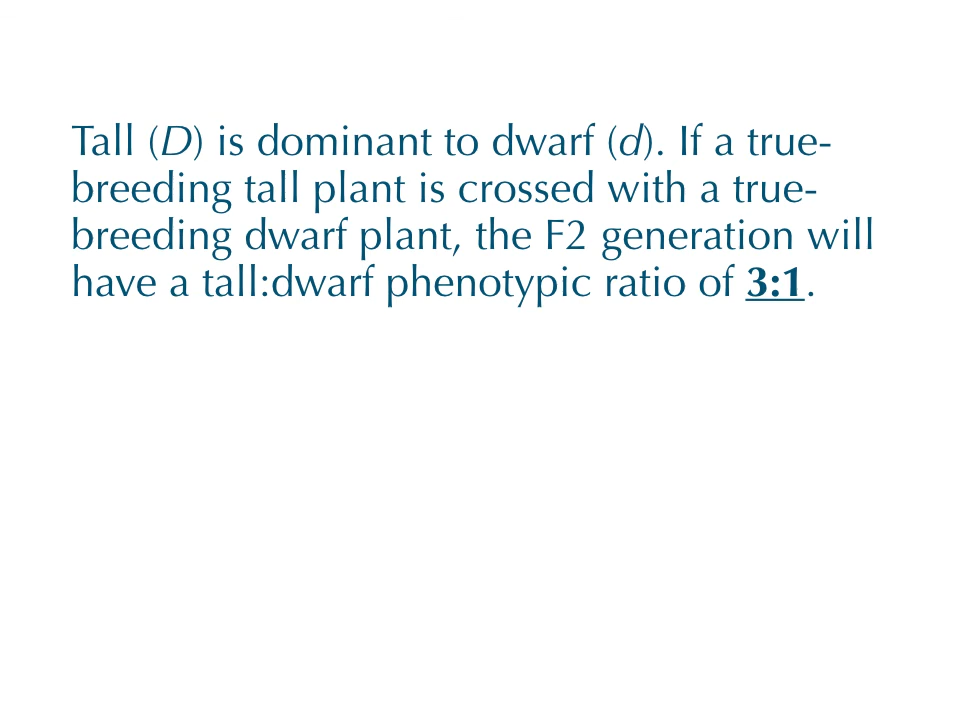 Tall (D) is dominant to dwarf (d). If a true-
breeding tall plant is crossed with a true-
breeding dwarf plant, the F2 generation will
have a tall:dwarf phenotypic ratio of 3:1.